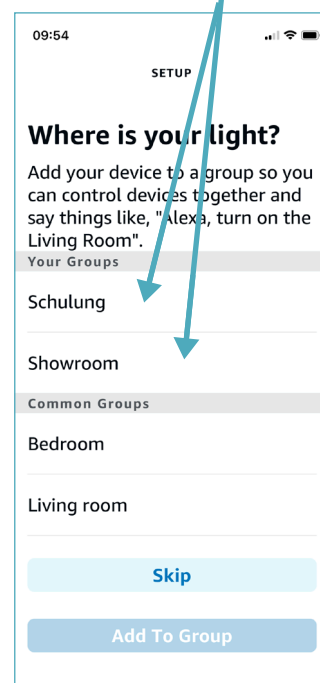 09:54
SETUP
Where is your light?
Add your device to a group so you
can control devices together and
say things like, "Alexa, turn on the
Living Room".
Your Groups
Schulung
Showroom
Common Groups
Bedroom
Living room
Skip
Add To Group